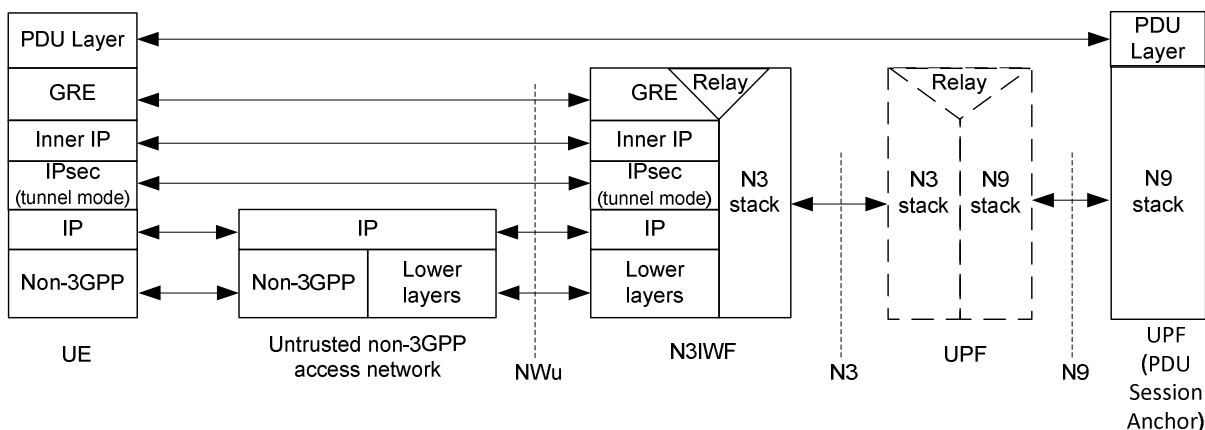 PDU Layer
GRE
Inner IP
IPsec
(tunnel mode)
IP
Non-3GPP
UE
IP
Non-3GPP
Lower
layers
Untrusted non-3GPP
access network
NWu
GRE
Relay
Inner IP
IPsec
(tunnel mode)
IP
Lower
layers
N3
stack
N3IWF
N3
Relay
N3
stack
N9
stack
UPF
N9
PDU
Layer
N9
stack
UPF
(PDU
Session
Anchor)